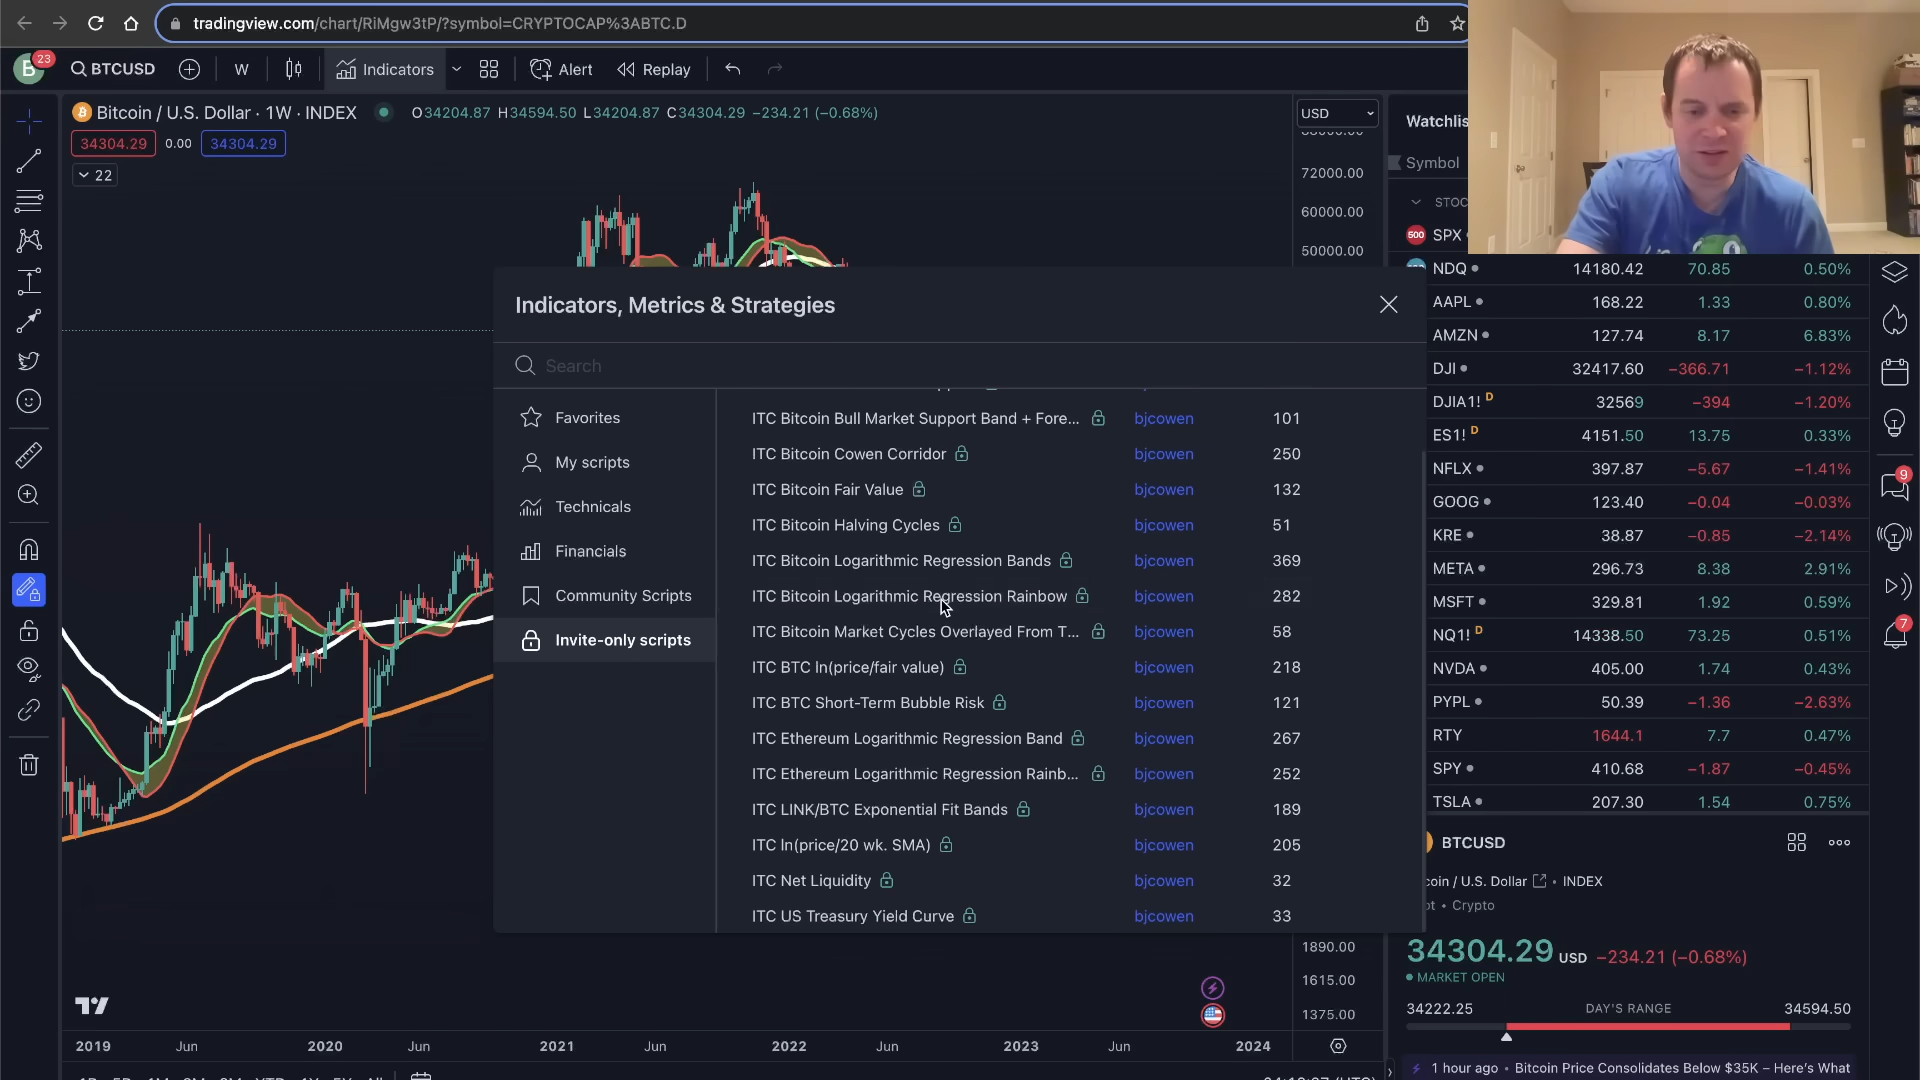 tradingview.com/chart/RiMgw3tP/?symbol=CRYPTOCAP%3ABTC.D
B 23 BTCUSD W Indicators Alert Replay
Bitcoin / U.S. Dollar · 1W · INDEX O34204.87 H34594.50 L34204.87 C34304.29 −234.21 (−0.68%)
USD
34304.29 0.00 34304.29
22
72000.00
60000.00
50000.00
Watchlis
Symbol
STOC
500 SPX
NDQ 14180.42 70.85 0.50%
AAPL 168.22 1.33 0.80%
AMZN 127.74 8.17 6.83%
DJI 32417.60 −366.71 −1.12%
DJIA1! D 32569 −394 −1.20%
ES1! D 4151.50 13.75 0.33%
NFLX 397.87 −5.67 −1.41%
GOOG 123.40 −0.04 −0.03%
KRE 38.87 −0.85 −2.14%
META 296.73 8.38 2.91%
MSFT 329.81 1.92 0.59%
NQ1! D 14338.50 73.25 0.51%
NVDA 405.00 1.74 0.43%
PYPL 50.39 −1.36 −2.63%
RTY 1644.1 7.7 0.47%
SPY 410.68 −1.87 −0.45%
TSLA 207.30 1.54 0.75%
9
7
Indicators, Metrics & Strategies
Search
Favorites
My scripts
Technicals
Financials
Community Scripts
Invite-only scripts
ITC Bitcoin Bull Market Support Band + Fore... bjcowen 101
ITC Bitcoin Cowen Corridor bjcowen 250
ITC Bitcoin Fair Value bjcowen 132
ITC Bitcoin Halving Cycles bjcowen 51
ITC Bitcoin Logarithmic Regression Bands bjcowen 369
ITC Bitcoin Logarithmic Regression Rainbow bjcowen 282
ITC Bitcoin Market Cycles Overlayed From T... bjcowen 58
ITC BTC ln(price/fair value) bjcowen 218
ITC BTC Short-Term Bubble Risk bjcowen 121
ITC Ethereum Logarithmic Regression Band bjcowen 267
ITC Ethereum Logarithmic Regression Rainb... bjcowen 252
ITC LINK/BTC Exponential Fit Bands bjcowen 189
ITC ln(price/20 wk. SMA) bjcowen 205
ITC Net Liquidity bjcowen 32
ITC US Treasury Yield Curve bjcowen 33
1890.00
1615.00
1375.00
2019 Jun 2020 Jun 2021 Jun 2022 Jun 2023 Jun 2024
BTCUSD
coin / U.S. Dollar • INDEX
ot • Crypto
34304.29 USD −234.21 (−0.68%)
MARKET OPEN
34222.25 DAY'S RANGE 34594.50
1 hour ago • Bitcoin Price Consolidates Below $35K – Here's What